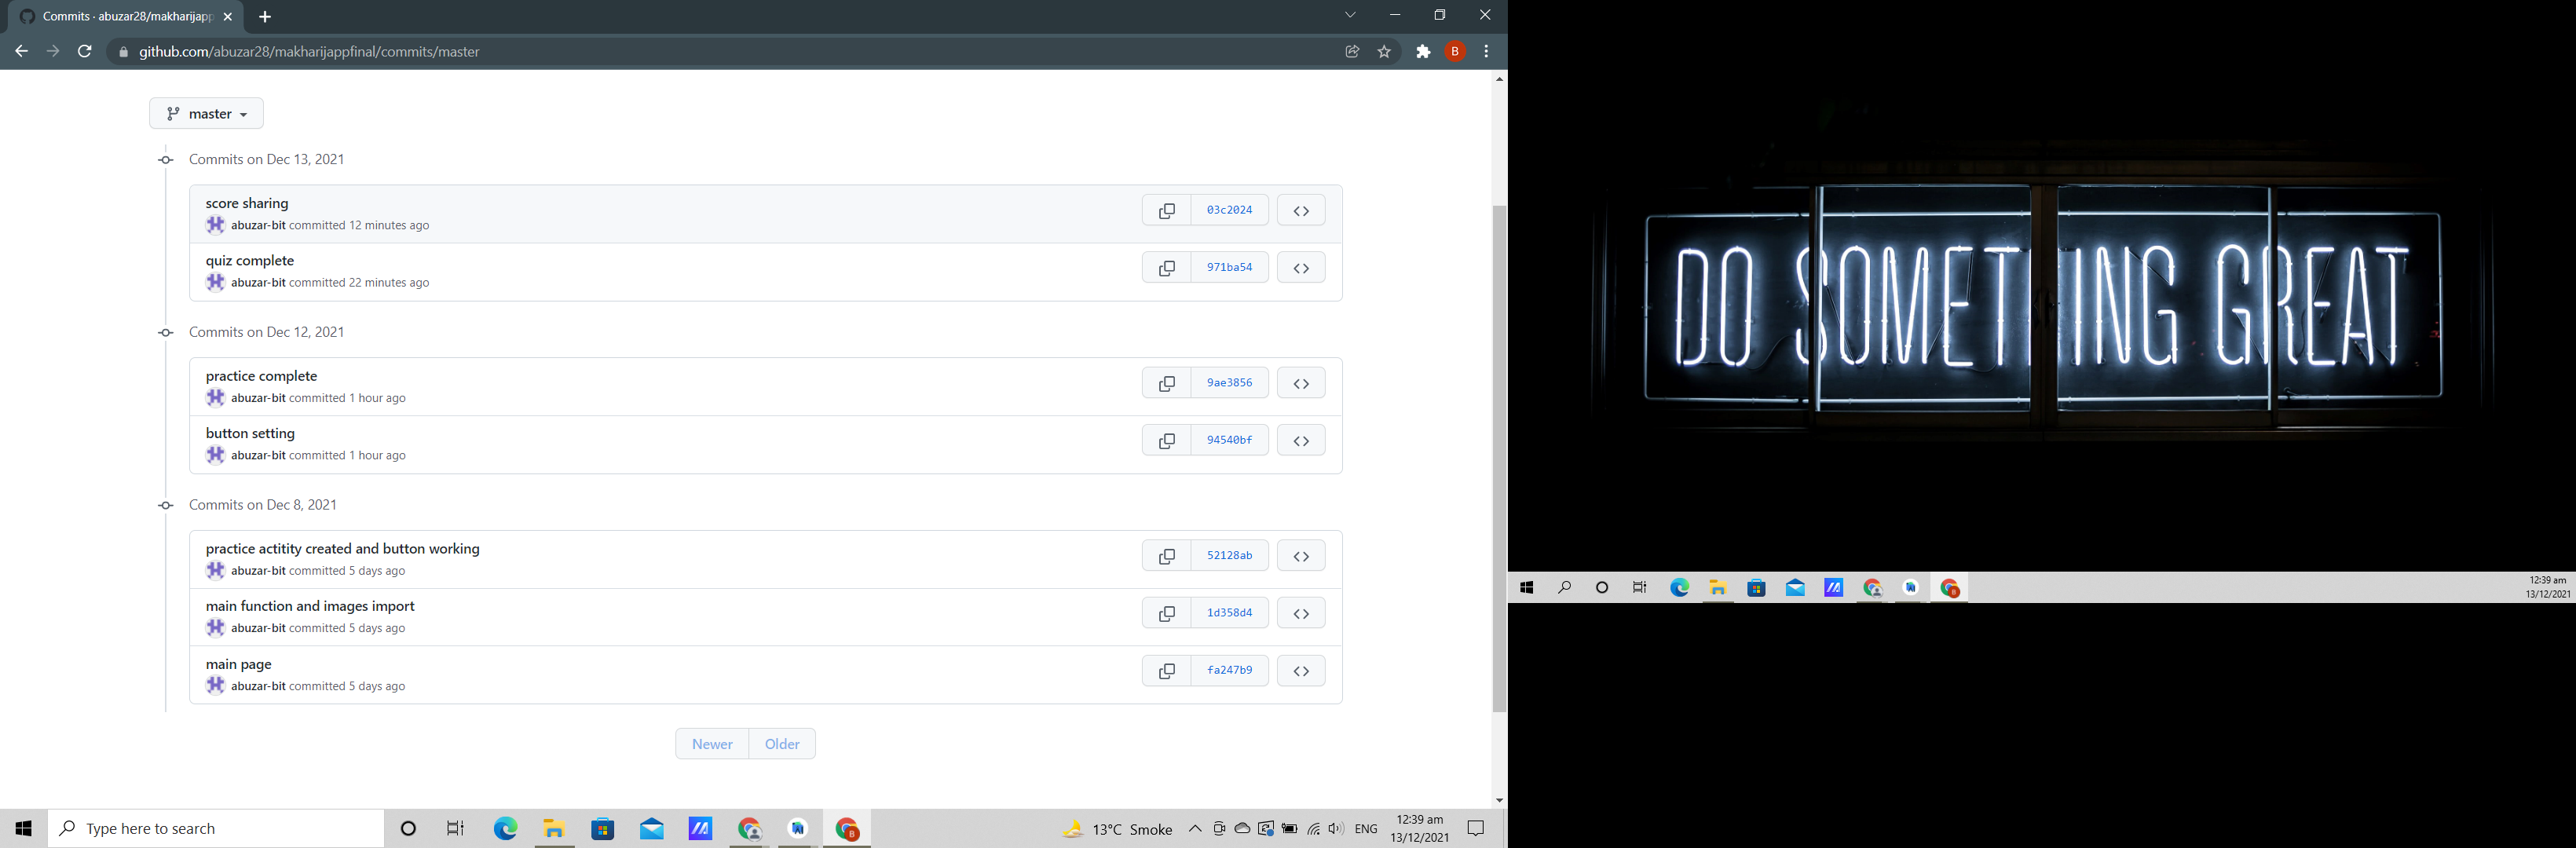 Commits · abuzar28/makharijapp
github.com/abuzar28/makharijappfinal/commits/master
B
master
Commits on Dec 13, 2021
score sharing
03c2024
abuzar-bit committed 12 minutes ago
quiz complete
971ba54
abuzar-bit committed 22 minutes ago
Commits on Dec 12, 2021
practice complete
9ae3856
abuzar-bit committed 1 hour ago
button setting
94540bf
abuzar-bit committed 1 hour ago
Commits on Dec 8, 2021
practice actitity created and button working
52128ab
abuzar-bit committed 5 days ago
main function and images import
1d358d4
abuzar-bit committed 5 days ago
main page
fa247b9
abuzar-bit committed 5 days ago
Newer Older
Type here to search
B
13°C Smoke
ENG
12:39 am
13/12/2021
DO SOMETHING GREAT
12:39 am
13/12/2021